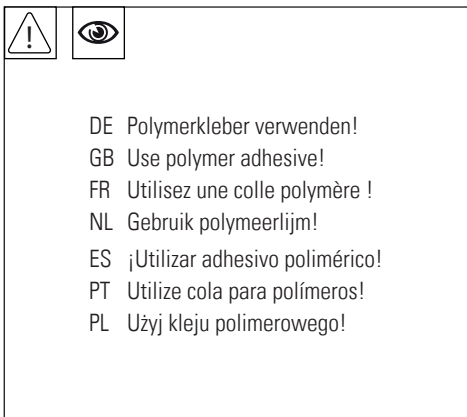 DE Polymerkleber verwenden!
GB Use polymer adhesive!
FR Utilisez une colle polymère !
NL Gebruik polymeerlijm!
ES ¡Utilizar adhesivo polimérico!
PT Utilize cola para polímeros!
PL Użyj kleju polimerowego!